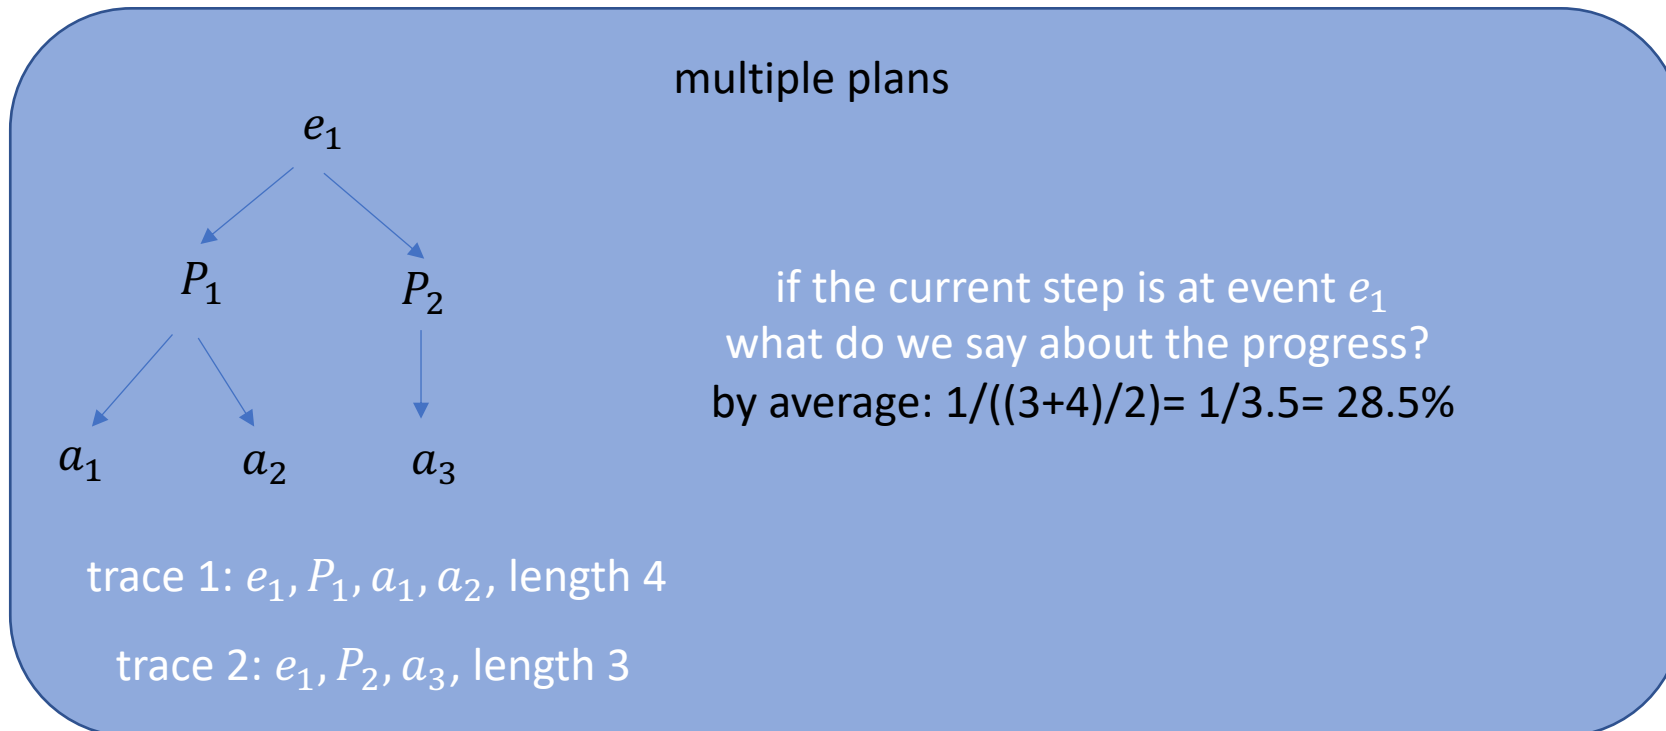 multiple plans
e₁
P₁ P₂
a₁ a₂ a₃
if the current step is at event e₁
what do we say about the progress?
by average: 1/((3+4)/2)= 1/3.5= 28.5%
trace 1: e₁, P₁, a₁, a₂, length 4
trace 2: e₁, P₂, a₃, length 3